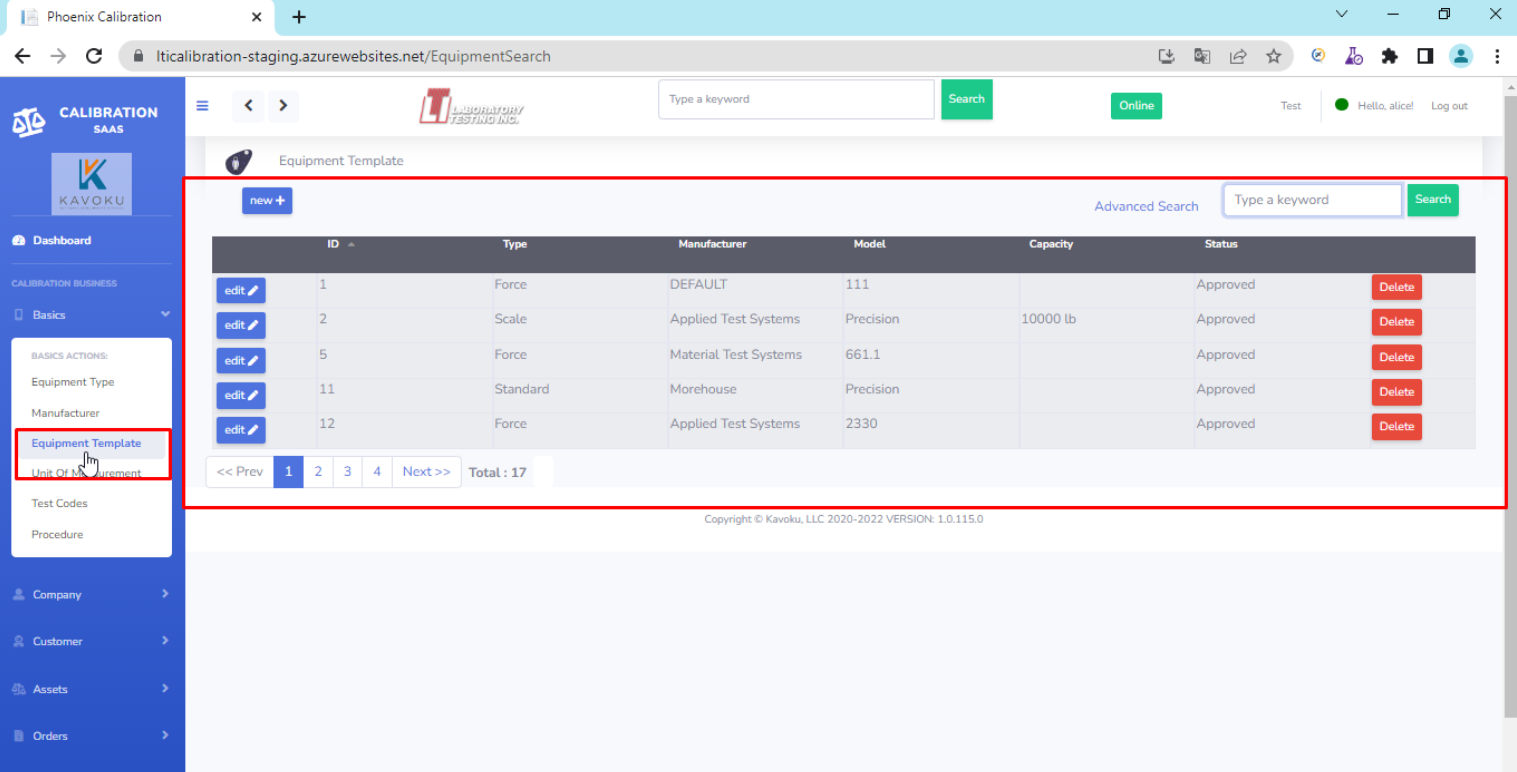 Phoenix Calibration
lticalibration-staging.azurewebsites.net/EquipmentSearch
CALIBRATION
SAAS
KAVOKU
Dashboard
CALIBRATION BUSINESS
Basics
BASICS ACTIONS:
Equipment Type
Manufacturer
Equipment Template
Unit Of Measurement
Test Codes
Procedure
Company
Customer
Assets
Orders
LABORATORY
TESTING INC.
Type a keyword Search Online Test Hello, alice! Log out
Equipment Template
new + Advanced Search Type a keyword Search
ID Type Manufacturer Model Capacity Status
edit 1 Force DEFAULT 111 Approved Delete
edit 2 Scale Applied Test Systems Precision 10000 lb Approved Delete
edit 5 Force Material Test Systems 661.1 Approved Delete
edit 11 Standard Morehouse Precision Approved Delete
edit 12 Force Applied Test Systems 2330 Approved Delete
<< Prev 1 2 3 4 Next >> Total : 17
Copyright © Kavoku, LLC 2020-2022 VERSION: 1.0.115.0